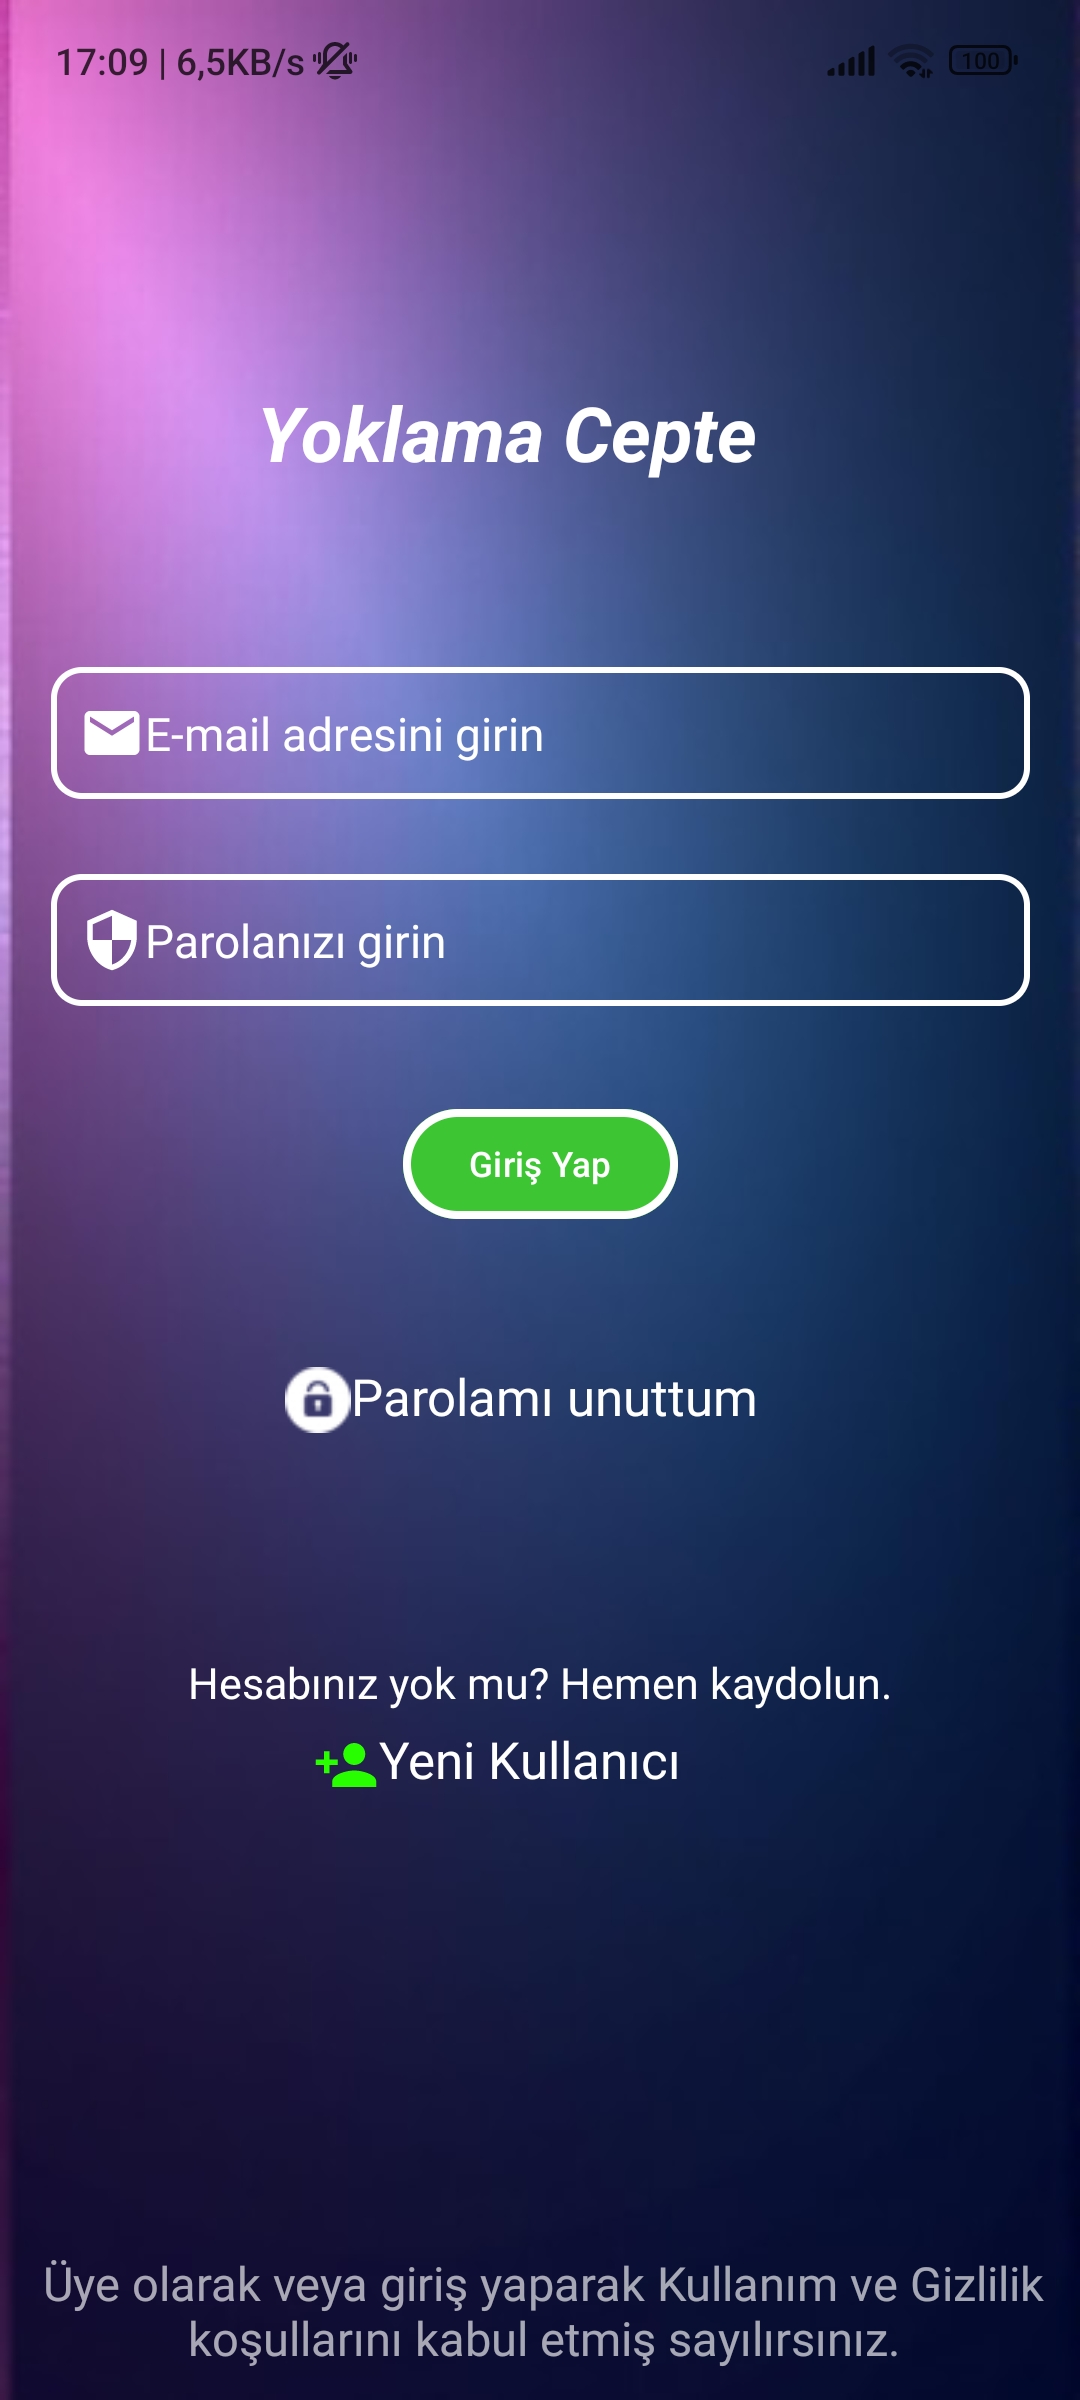 17:09 | 6,5KB/s
100
Yoklama Cepte
E-mail adresini girin
Parolanızı girin
Giriş Yap
Parolamı unuttum
Hesabınız yok mu? Hemen kaydolun.
Yeni Kullanıcı
Üye olarak veya giriş yaparak Kullanım ve Gizlilik
koşullarını kabul etmiş sayılırsınız.